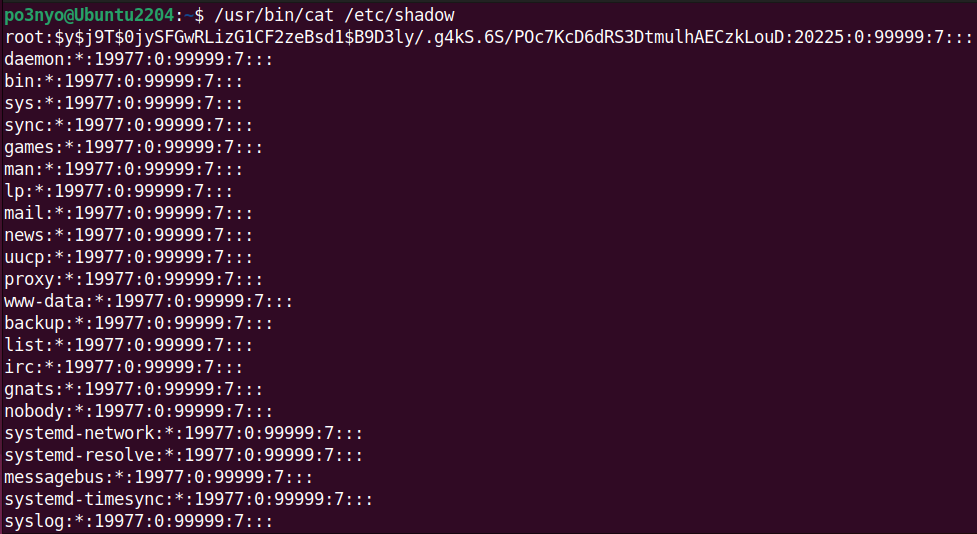 po3nyo@Ubuntu2204:~$ /usr/bin/cat /etc/shadow
root:$y$j9T$0jySFGwRLizG1CF2zeBsd1$B9D3ly/.g4kS.6S/POc7KcD6dRS3DtmulhAECzkLouD:20225:0:99999:7:::
daemon:*:19977:0:99999:7:::
bin:*:19977:0:99999:7:::
sys:*:19977:0:99999:7:::
sync:*:19977:0:99999:7:::
games:*:19977:0:99999:7:::
man:*:19977:0:99999:7:::
lp:*:19977:0:99999:7:::
mail:*:19977:0:99999:7:::
news:*:19977:0:99999:7:::
uucp:*:19977:0:99999:7:::
proxy:*:19977:0:99999:7:::
www-data:*:19977:0:99999:7:::
backup:*:19977:0:99999:7:::
list:*:19977:0:99999:7:::
irc:*:19977:0:99999:7:::
gnats:*:19977:0:99999:7:::
nobody:*:19977:0:99999:7:::
systemd-network:*:19977:0:99999:7:::
systemd-resolve:*:19977:0:99999:7:::
messagebus:*:19977:0:99999:7:::
systemd-timesync:*:19977:0:99999:7:::
syslog:*:19977:0:99999:7:::